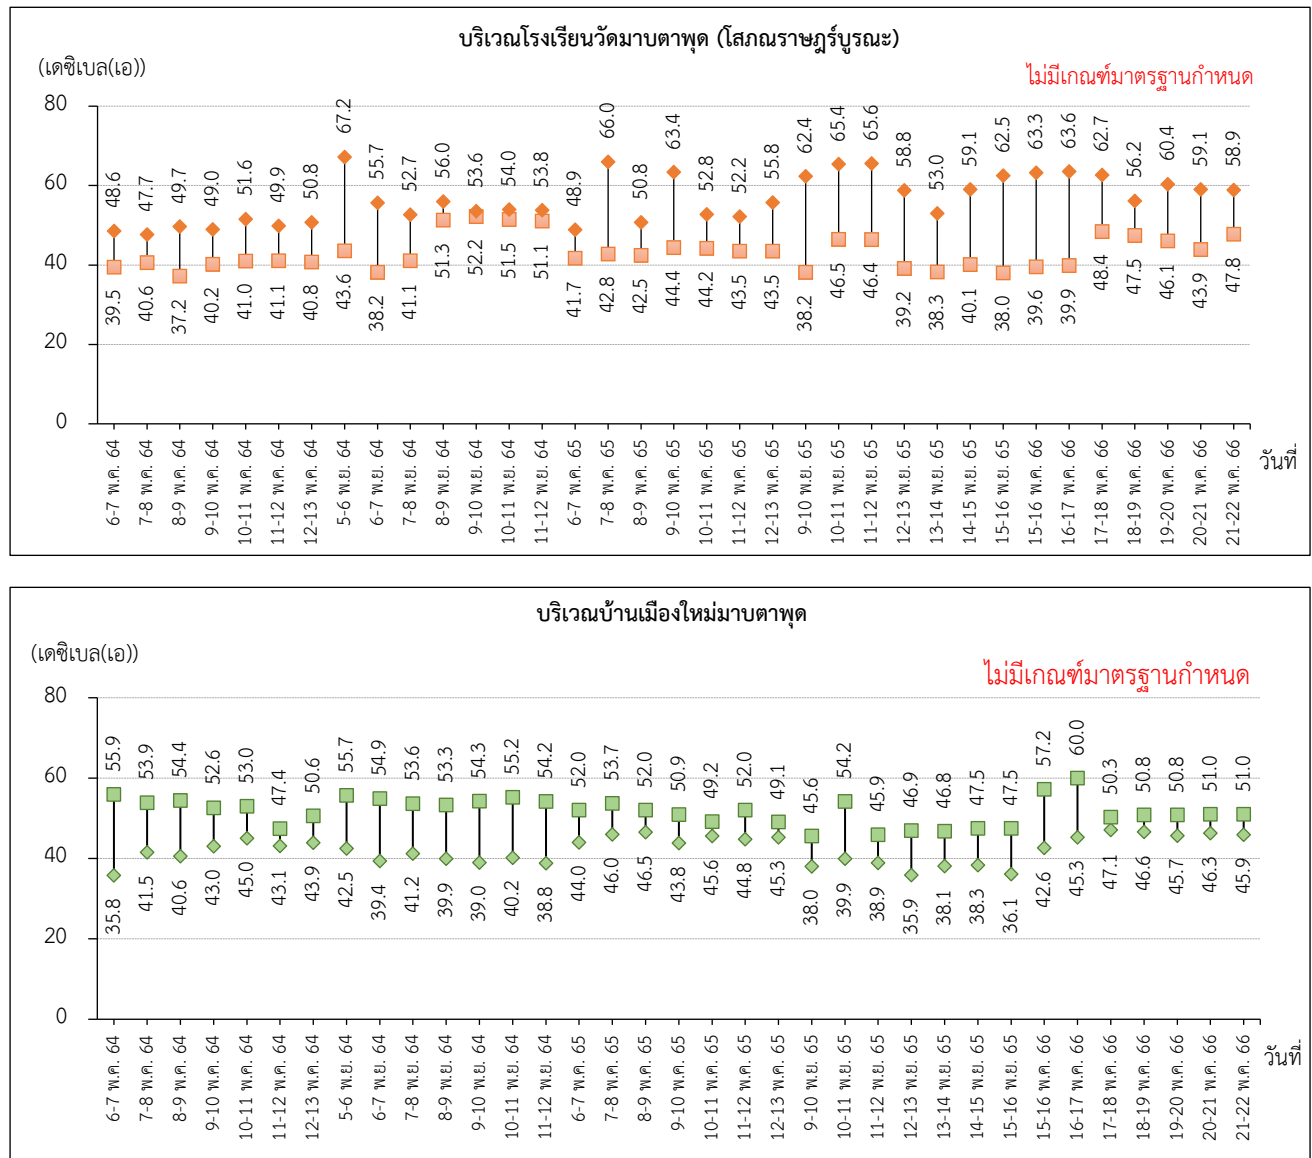 บริเวณโรงเรียนวัดมาบตาพุด (โสภณราษฎร์บูรณะ)
(เดซิเบล(เอ))
ไม่มีเกณฑ์มาตรฐานกำหนด
80
60
40
20
0
48.6 47.7 49.7 49.0 51.6 49.9 50.8 67.2 55.7 52.7 56.0 53.6 54.0 53.8 48.9 66.0 50.8 63.4 52.8 52.2 55.8 62.4 65.4 65.6 58.8 53.0 59.1 62.5 63.3 63.6 62.7 56.2 60.4 59.1 58.9
39.5 40.6 37.2 40.2 41.0 41.1 40.8 43.6 38.2 41.1 51.3 52.2 51.5 51.1 41.7 42.8 42.5 44.4 44.2 43.5 43.5 38.2 46.5 46.4 39.2 38.3 40.1 38.0 39.6 39.9 48.4 47.5 46.1 43.9 47.8
6-7 พ.ค. 64 7-8 พ.ค. 64 8-9 พ.ค. 64 9-10 พ.ค. 64 10-11 พ.ค. 64 11-12 พ.ค. 64 12-13 พ.ค. 64 5-6 พ.ย. 64 6-7 พ.ย. 64 7-8 พ.ย. 64 8-9 พ.ย. 64 9-10 พ.ย. 64 10-11 พ.ย. 64 11-12 พ.ย. 64 6-7 พ.ค. 65 7-8 พ.ค. 65 8-9 พ.ค. 65 9-10 พ.ค. 65 10-11 พ.ค. 65 11-12 พ.ค. 65 12-13 พ.ค. 65 9-10 พ.ย. 65 10-11 พ.ย. 65 11-12 พ.ย. 65 12-13 พ.ย. 65 13-14 พ.ย. 65 14-15 พ.ย. 65 15-16 พ.ย. 65 15-16 พ.ค. 66 16-17 พ.ค. 66 17-18 พ.ค. 66 18-19 พ.ค. 66 19-20 พ.ค. 66 20-21 พ.ค. 66 21-22 พ.ค. 66
วันที่
บริเวณบ้านเมืองใหม่มาบตาพุด
(เดซิเบล(เอ))
ไม่มีเกณฑ์มาตรฐานกำหนด
80
60
40
20
0
55.9 53.9 54.4 52.6 53.0 47.4 50.6 55.7 54.9 53.6 53.3 54.3 55.2 54.2 52.0 53.7 52.0 50.9 49.2 52.0 49.1 45.6 54.2 45.9 46.9 46.8 47.5 47.5 57.2 60.0 50.3 50.8 50.8 51.0 51.0
35.8 41.5 40.6 43.0 45.0 43.1 43.9 42.5 39.4 41.2 39.9 39.0 40.2 38.8 44.0 46.0 46.5 43.8 45.6 44.8 45.3 38.0 39.9 38.9 35.9 38.1 38.3 36.1 42.6 45.3 47.1 46.6 45.7 46.3 45.9
6-7 พ.ค. 64 7-8 พ.ค. 64 8-9 พ.ค. 64 9-10 พ.ค. 64 10-11 พ.ค. 64 11-12 พ.ค. 64 12-13 พ.ค. 64 5-6 พ.ย. 64 6-7 พ.ย. 64 7-8 พ.ย. 64 8-9 พ.ย. 64 9-10 พ.ย. 64 10-11 พ.ย. 64 11-12 พ.ย. 64 6-7 พ.ค. 65 7-8 พ.ค. 65 8-9 พ.ค. 65 9-10 พ.ค. 65 10-11 พ.ค. 65 11-12 พ.ค. 65 12-13 พ.ค. 65 9-10 พ.ย. 65 10-11 พ.ย. 65 11-12 พ.ย. 65 12-13 พ.ย. 65 13-14 พ.ย. 65 14-15 พ.ย. 65 15-16 พ.ย. 65 15-16 พ.ค. 66 16-17 พ.ค. 66 17-18 พ.ค. 66 18-19 พ.ค. 66 19-20 พ.ค. 66 20-21 พ.ค. 66 21-22 พ.ค. 66
วันที่